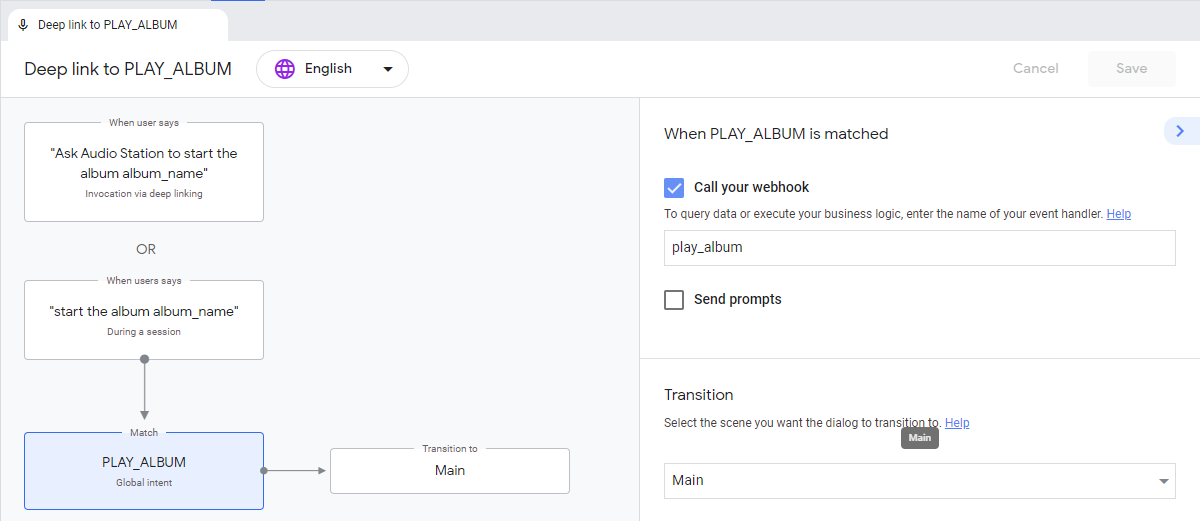 Deep link to PLAY_ALBUM
Deep link to PLAY_ALBUM
English
Cancel
Save
When user says
"Ask Audio Station to start the
album album_name"
Invocation via deep linking
OR
When users says
"start the album album_name"
During a session
Match
PLAY_ALBUM
Global intent
Transition to
Main
When PLAY_ALBUM is matched
Call your webhook
To query data or execute your business logic, enter the name of your event handler. Help
play_album
Send prompts
Transition
Select the scene you want the dialog to transition to. Help
Main
Main